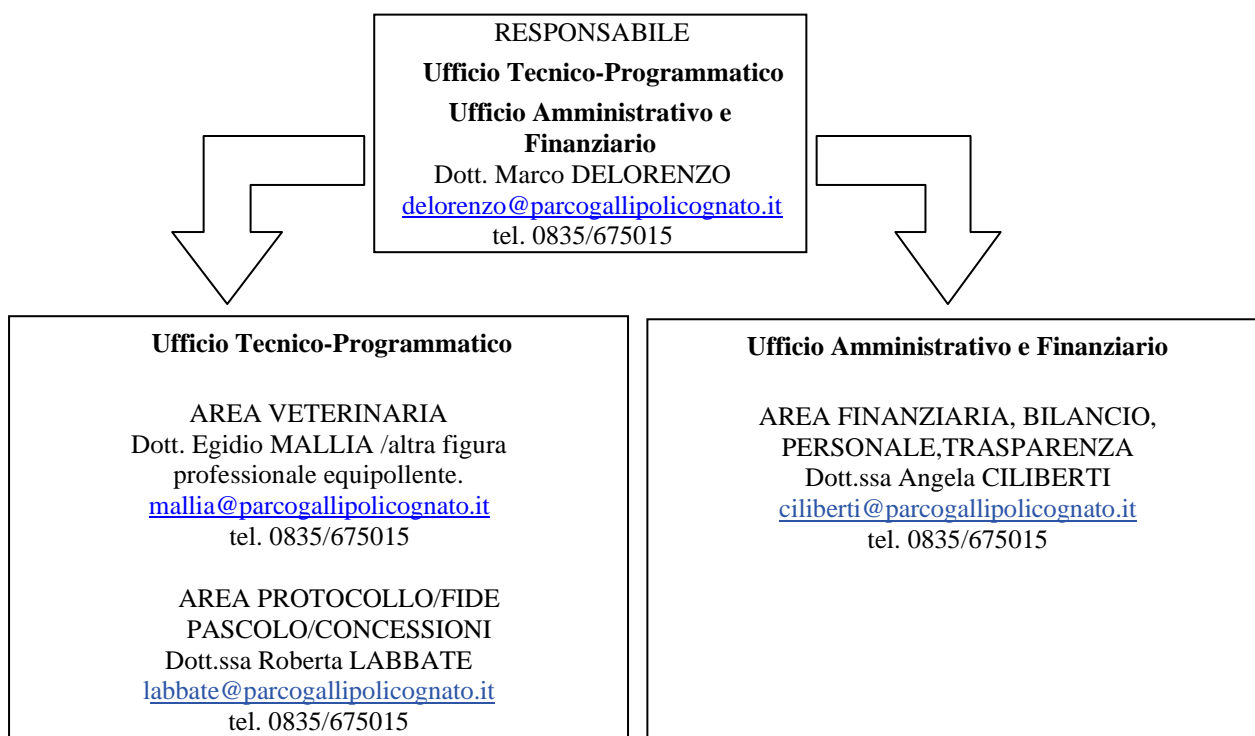 RESPONSABILE
Ufficio Tecnico-Programmatico
Ufficio Amministrativo e
Finanziario
Dott. Marco DELORENZO
delorenzo@parcogallipolicognato.it
tel. 0835/675015
Ufficio Tecnico-Programmatico
AREA VETERINARIA
Dott. Egidio MALLIA /altra figura
professionale equipollente.
mallia@parcogallipolicognato.it
tel. 0835/675015
AREA PROTOCOLLO/FIDE
PASCOLO/CONCESSIONI
Dott.ssa Roberta LABBATE
labbate@parcogallipolicognato.it
tel. 0835/675015
Ufficio Amministrativo e Finanziario
AREA FINANZIARIA, BILANCIO,
PERSONALE,TRASPARENZA
Dott.ssa Angela CILIBERTI
ciliberti@parcogallipolicognato.it
tel. 0835/675015